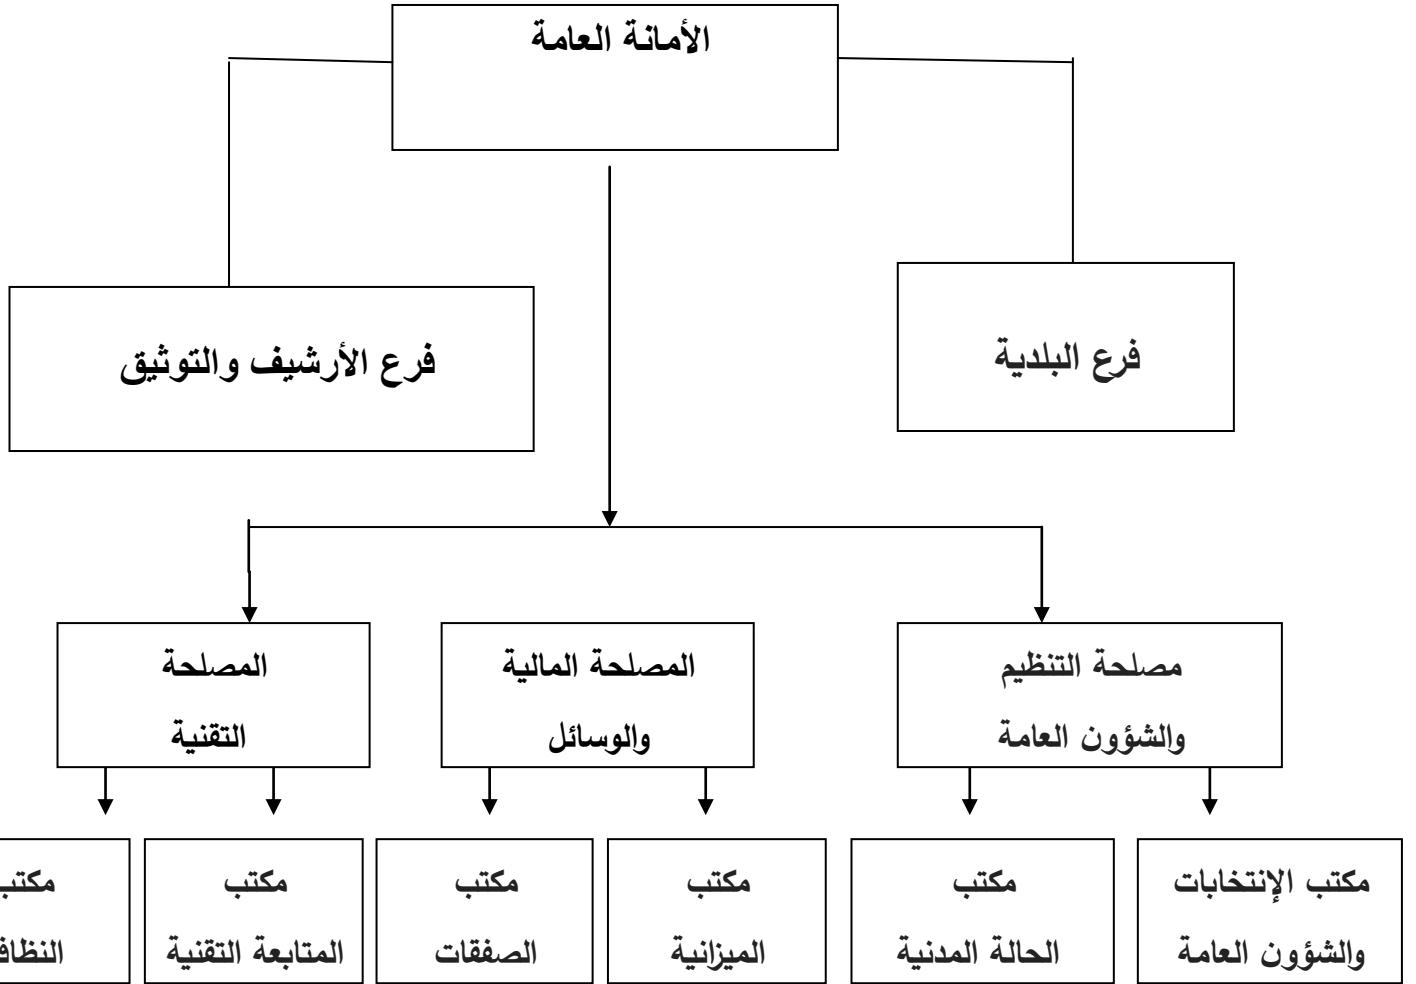 الأمانة العامة
فرع البلدية
فرع الأرشيف والتوثيق
مصلحة التنظيم
والشؤون العامة
المصلحة المالية
والوسائل
المصلحة
التقنية
مكتب الإنتخابات
والشؤون العامة
مكتب
الحالة المدنية
مكتب
الميزانية
مكتب
الصفقات
مكتب
المتابعة التقنية
مكتب